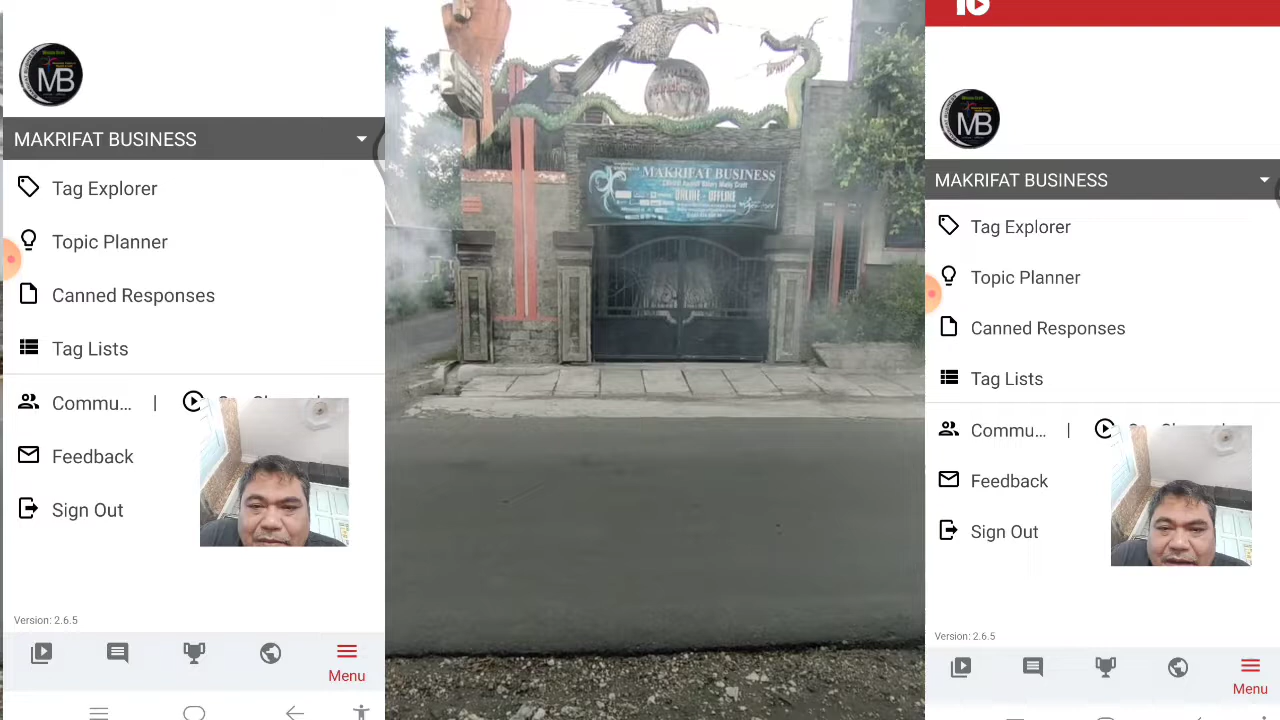 MB
MAKRIFAT BUSINESS
Tag Explorer
Topic Planner
Canned Responses
Tag Lists
Commu... |
Feedback
Sign Out
Version: 2.6.5
Menu
MAKRIFAT BUSINESS
ONLINE - OFFLINE
MB
MAKRIFAT BUSINESS
Tag Explorer
Topic Planner
Canned Responses
Tag Lists
Commu... |
Feedback
Sign Out
Version: 2.6.5
Menu